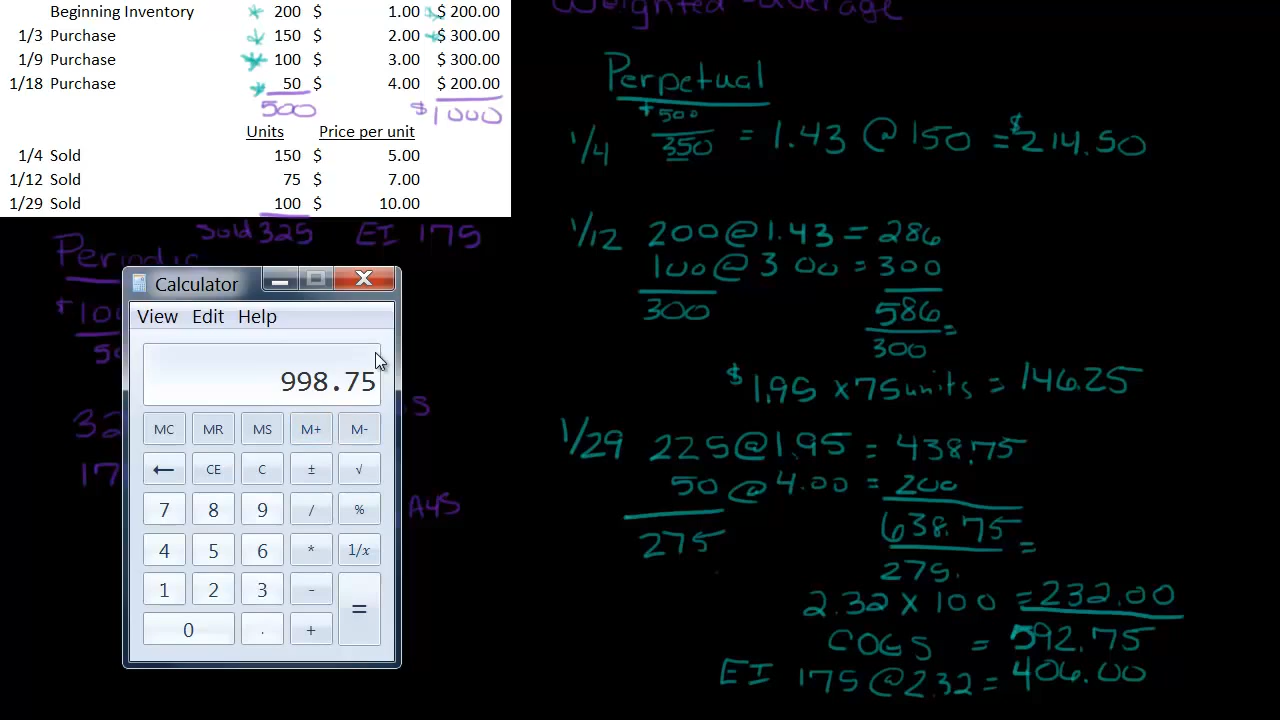 Beginning Inventory * 200 $ 1.00 $ 200.00
1/3 Purchase * 150 $ 2.00 $ 300.00
1/9 Purchase * 100 $ 3.00 $ 300.00
1/18 Purchase * 50 $ 4.00 $ 200.00
500 $1000
Units Price per unit
1/4 Sold 150 $ 5.00
1/12 Sold 75 $ 7.00
1/29 Sold 100 $ 10.00
Sold 325 EI 175
Periodic
Calculator
View Edit Help
998.75
MC MR MS M+ M-
← CE C ± √
7 8 9 / %
4 5 6 * 1/x
1 2 3 - =
0 . +
Weighted-average
Perpetual
1/4 500/350 = 1.43 @ 150 = $214.50
1/12 200 @ 1.43 = 286
100 @ 3 00 = 300
300 586
300 =
$1.95 x 75 units = 146.25
1/29 225 @ 1.95 = 438.75
50 @ 4.00 = 200
275 638.75
275. =
2.32 x 100 = 232.00
COGS = 592.75
EI 175 @ 2.32 = 406.00